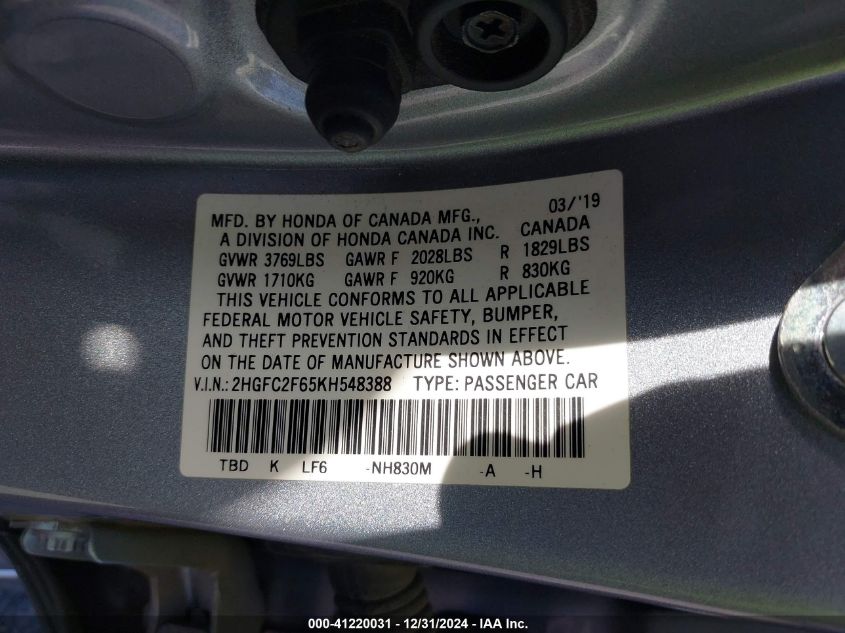 03/'19
MFD. BY HONDA OF CANADA MFG.,
A DIVISION OF HONDA CANADA INC. CANADA
GVWR 3769LBS GAWR F 2028LBS R 1829LBS
GVWR 1710KG GAWR F 920KG R 830KG
THIS VEHICLE CONFORMS TO ALL APPLICABLE
FEDERAL MOTOR VEHICLE SAFETY, BUMPER,
AND THEFT PREVENTION STANDARDS IN EFFECT
ON THE DATE OF MANUFACTURE SHOWN ABOVE.
V.I.N.: 2HGFC2F65KH548388 TYPE: PASSENGER CAR
TBD K LF6 -NH830M -A -H
000-41220031 - 12/31/2024 - IAA Inc.